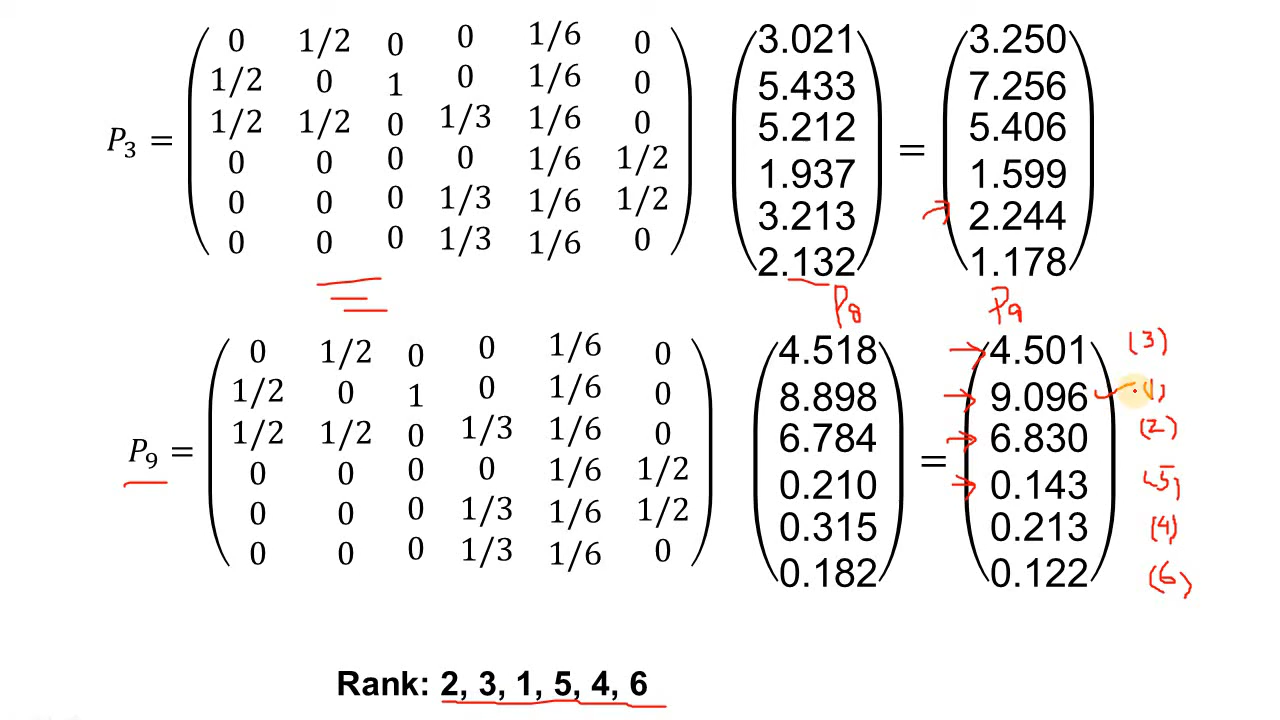 0 1/2 0 0 1/6 0 3.021 3.250
1/2 0 1 0 1/6 0 5.433 7.256
1/2 1/2 0 1/3 1/6 0 5.212 5.406
P₃ = =
0 0 0 0 1/6 1/2 1.937 1.599
0 0 0 1/3 1/6 1/2 3.213 2.244
0 0 0 1/3 1/6 0 2.132 1.178
P8 P9
0 1/2 0 0 1/6 0 4.518 4.501 (3)
1/2 0 1 0 1/6 0 8.898 9.096 (1)
1/2 1/2 0 1/3 1/6 0 6.784 6.830 (2)
P₉ = =
0 0 0 0 1/6 1/2 0.210 0.143 (5)
0 0 0 1/3 1/6 1/2 0.315 0.213 (4)
0 0 0 1/3 1/6 0 0.182 0.122 (6)
Rank: 2, 3, 1, 5, 4, 6